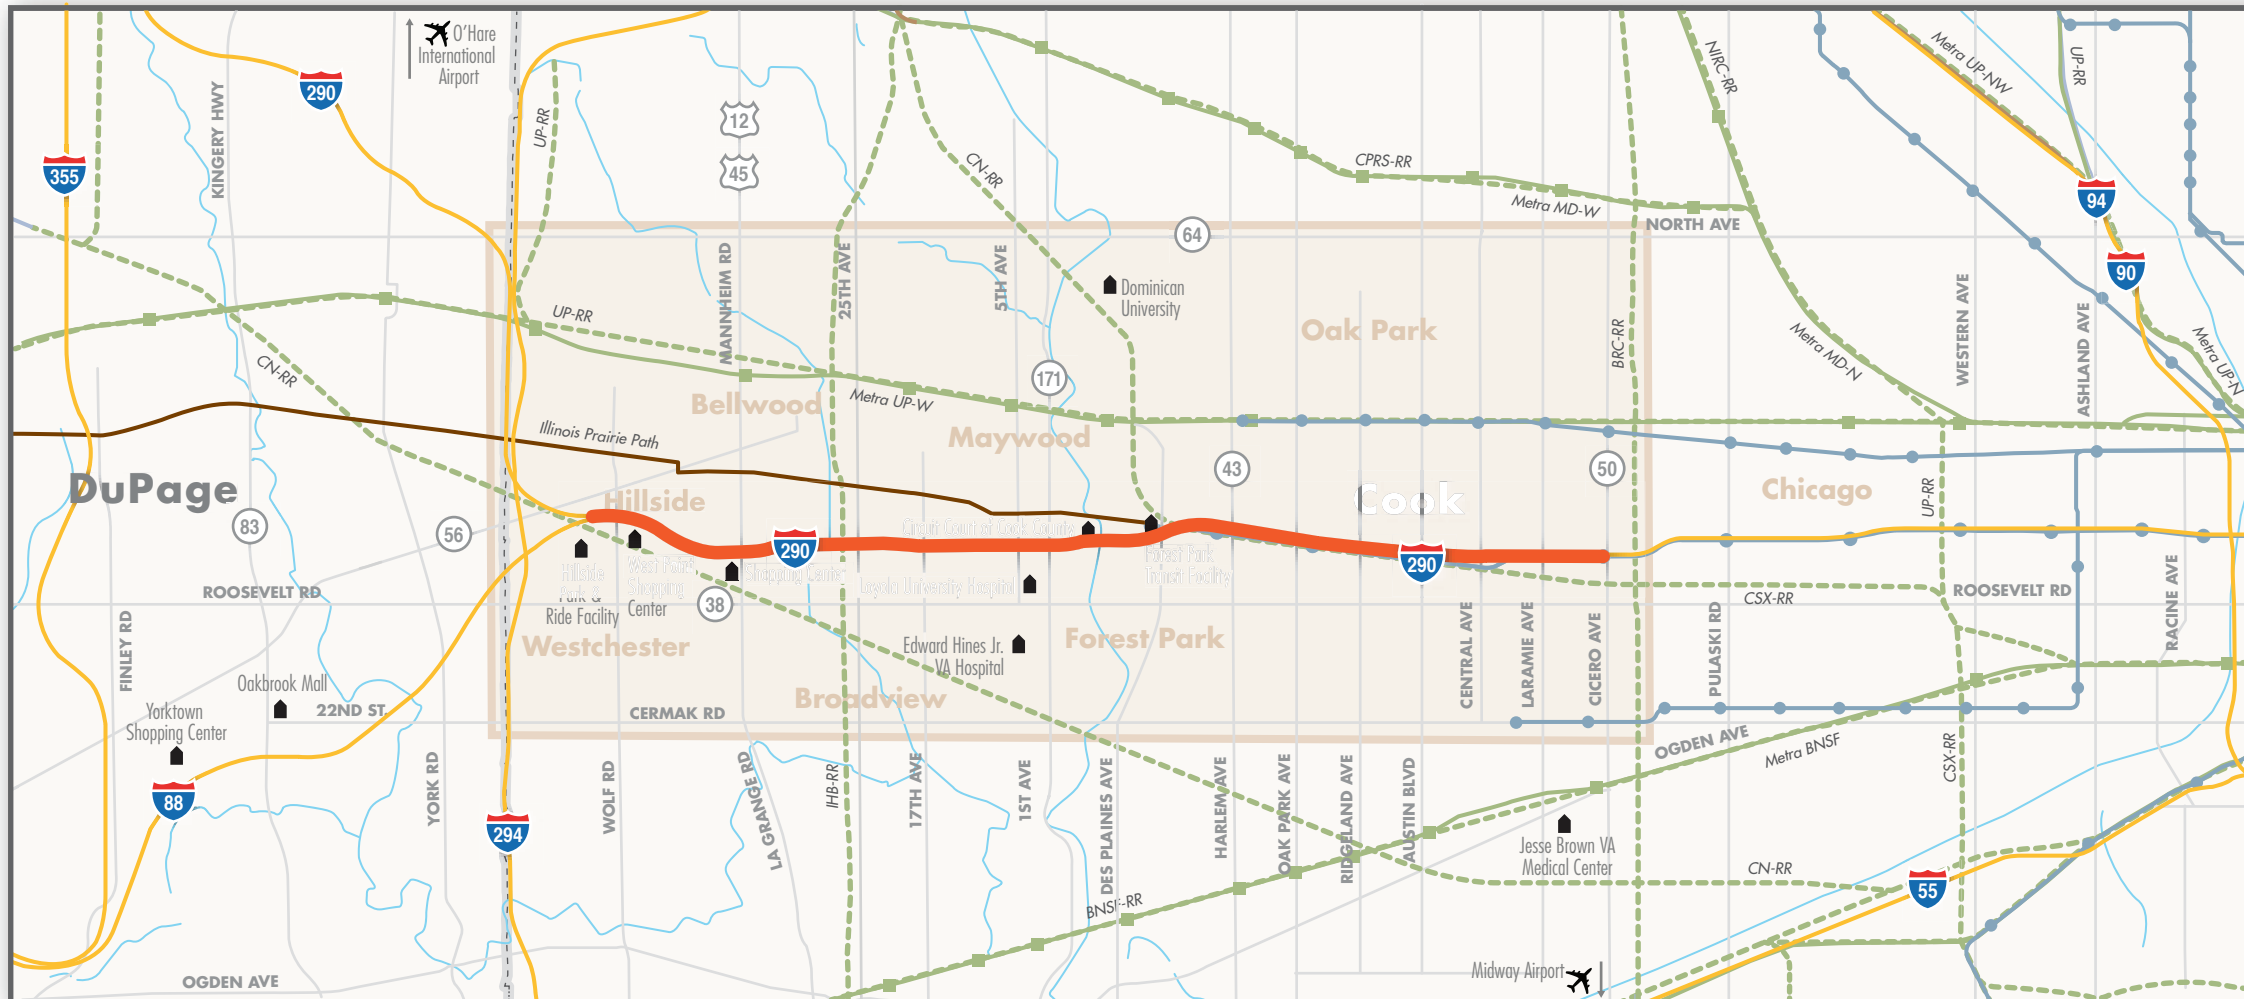 O'Hare
International
Airport
290
355
KINGERY HWY
UP-RR
12
45
CN-RR
CPRS-RR
Metra MD-W
NIRC-RR
Metra UP-NW
UP-RR
94
90
64
NORTH AVE
MANNHEIM RD
25TH AVE
5TH AVE
Dominican
University
Oak Park
BRC-RR
Metra MD-N
WESTERN AVE
ASHLAND AVE
Metra UP-N
UP-RR
CN-RR
171
Bellwood
Metra UP-W
Maywood
Illinois Prairie Path
DuPage
83
56
Hillside
43
Cook
50
Chicago
UP-RR
290
290
Circuit Court of Cook County
Forest Park
Transit Facility
Hillside
Park &
Ride Facility
West Point
Shopping
Center
Shopping Center
Loyola University Hospital
38
ROOSEVELT RD
CSX-RR
ROOSEVELT RD
RACINE AVE
FINLEY RD
Westchester
Edward Hines Jr.
VA Hospital
Forest Park
CENTRAL AVE
LARAMIE AVE
CICERO AVE
PULASKI RD
Oakbrook Mall
22ND ST.
Yorktown
Shopping Center
CERMAK RD
Broadview
OGDEN AVE
Metra BNSF
CSX-RR
88
YORK RD
294
WOLF RD
LA GRANGE RD
IHB-RR
17TH AVE
1ST AVE
DES PLAINES AVE
HARLEM AVE
OAK PARK AVE
RIDGELAND AVE
AUSTIN BLVD
Jesse Brown VA
Medical Center
CN-RR
55
BNSF-RR
Midway Airport
OGDEN AVE